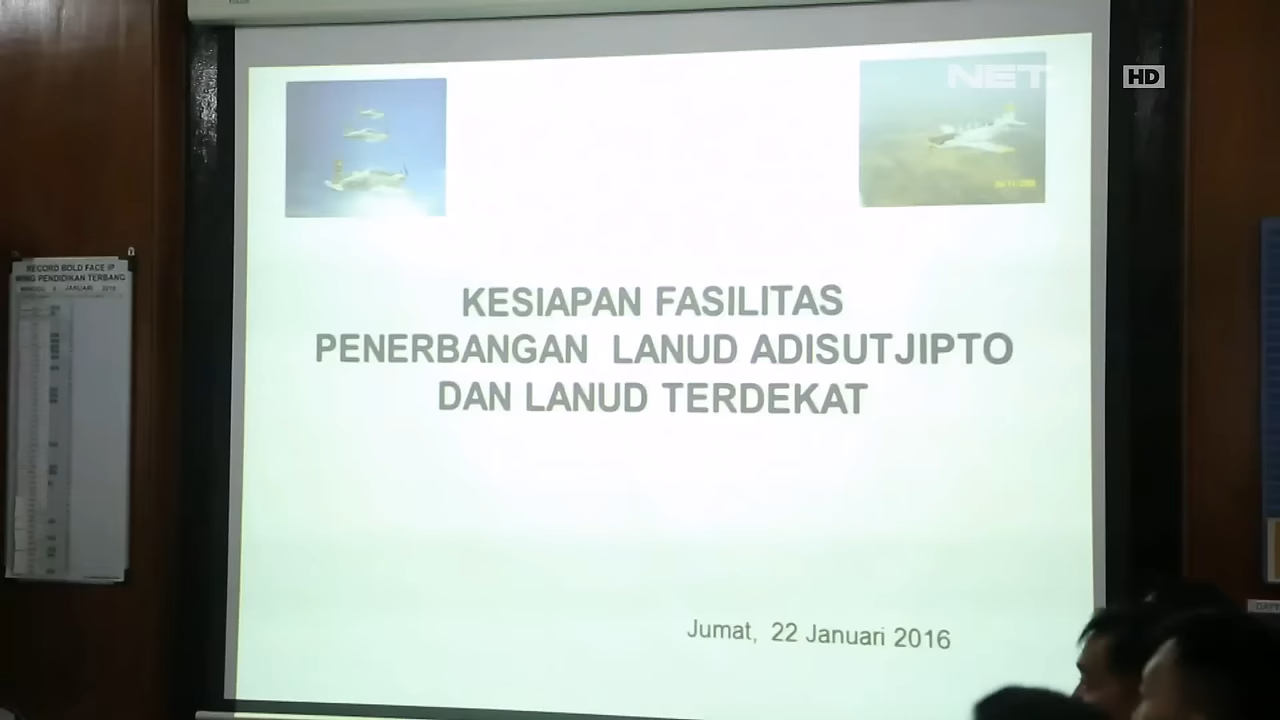 NET.
HD
RECORD BOLD FACE IP
WING PENDIDIKAN TERBANG
JANUARI
KESIAPAN FASILITAS
PENERBANGAN LANUD ADISUTJIPTO
DAN LANUD TERDEKAT
Jumat, 22 Januari 2016